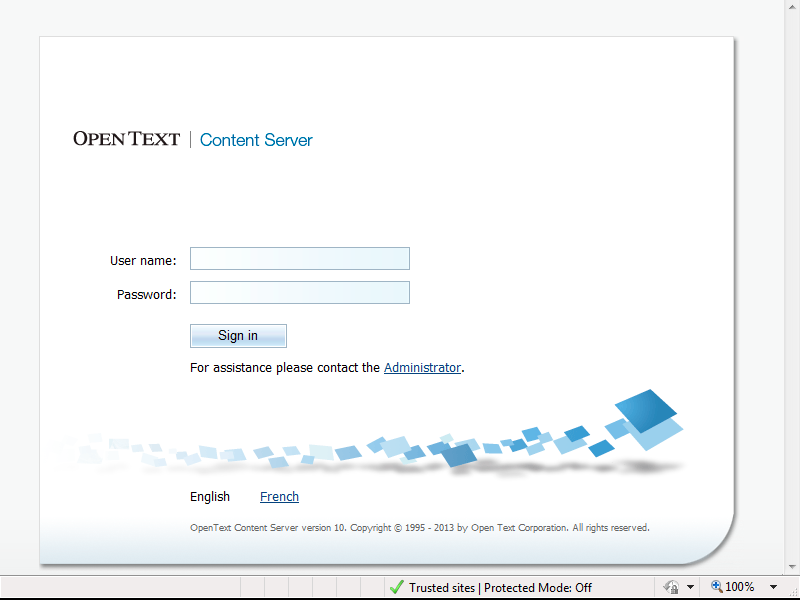 OPEN TEXT | Content Server
User name:
Password:
Sign in
For assistance please contact the Administrator.
English French
OpenText Content Server version 10. Copyright © 1995 - 2013 by Open Text Corporation. All rights reserved.
Trusted sites | Protected Mode: Off 100%